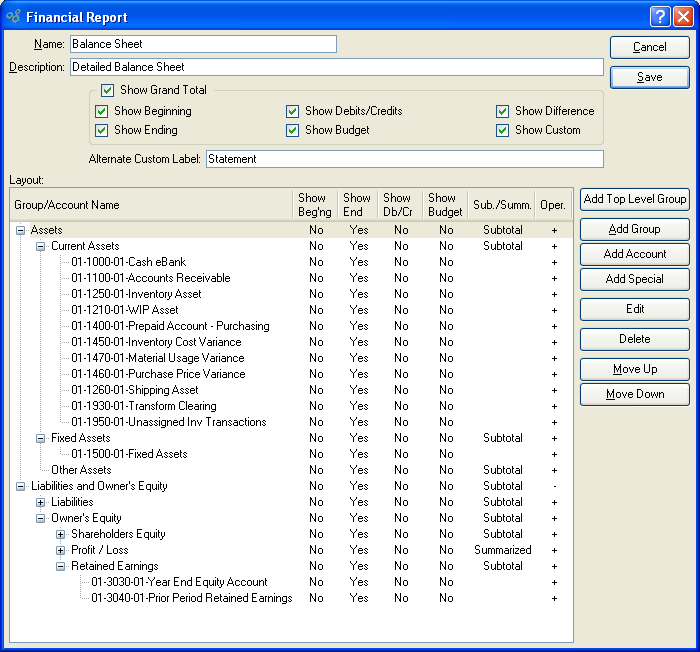 Financial Report
Name: Balance Sheet
Cancel
Description: Detailed Balance Sheet
Save
Show Grand Total
Show Beginning Show Debits/Credits Show Difference
Show Ending Show Budget Show Custom
Alternate Custom Label: Statement
Layout:
Group/Account Name Show Beg'ng Show End Show Db/Cr Show Budget Sub./Summ. Oper.
Assets No Yes No No Subtotal +
Current Assets No Yes No No Subtotal +
01-1000-01-Cash eBank No Yes No No +
01-1100-01-Accounts Receivable No Yes No No +
01-1250-01-Inventory Asset No Yes No No +
01-1210-01-WIP Asset No Yes No No +
01-1400-01-Prepaid Account - Purchasing No Yes No No +
01-1450-01-Inventory Cost Variance No Yes No No +
01-1470-01-Material Usage Variance No Yes No No +
01-1460-01-Purchase Price Variance No Yes No No +
01-1260-01-Shipping Asset No Yes No No +
01-1930-01-Transform Clearing No Yes No No +
01-1950-01-Unassigned Inv Transactions No Yes No No +
Fixed Assets No Yes No No Subtotal +
01-1500-01-Fixed Assets No Yes No No +
Other Assets No Yes No No Subtotal +
Liabilities and Owner's Equity No Yes No No Subtotal -
Liabilities No Yes No No Subtotal +
Owner's Equity No Yes No No Subtotal +
Shareholders Equity No Yes No No Subtotal +
Profit / Loss No Yes No No Summarized +
Retained Earnings No Yes No No Subtotal +
01-3030-01-Year End Equity Account No Yes No No +
01-3040-01-Prior Period Retained Earnings No Yes No No +
Add Top Level Group
Add Group
Add Account
Add Special
Edit
Delete
Move Up
Move Down